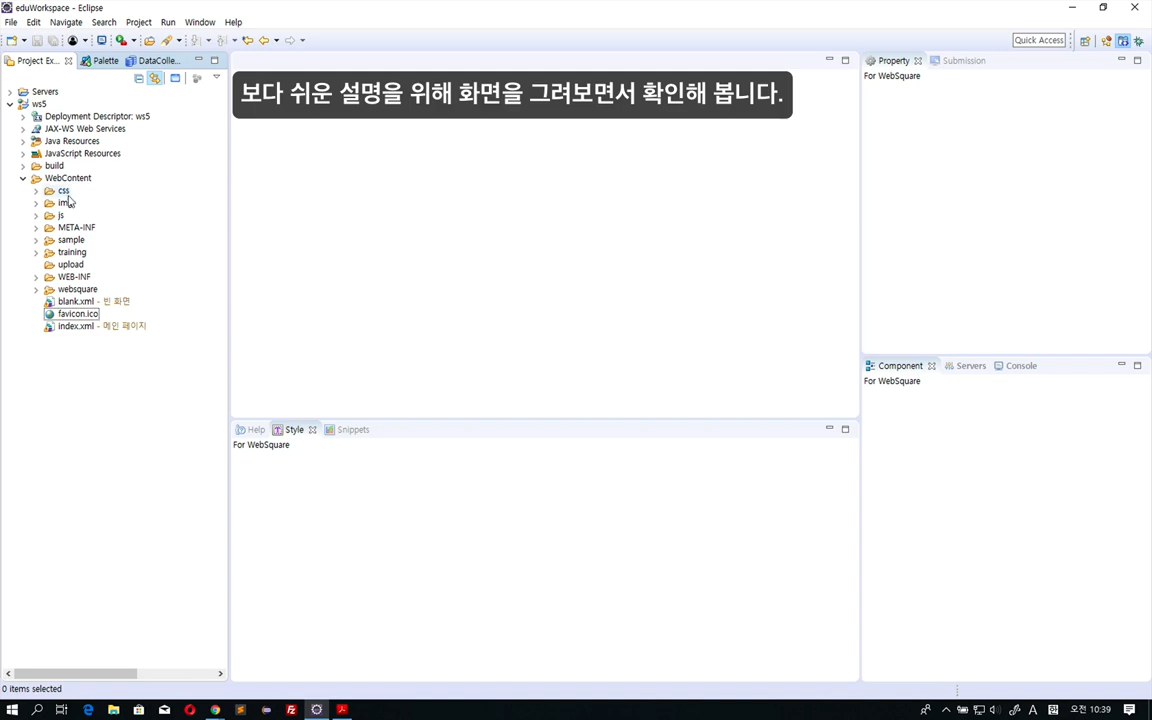 eduWorkspace - Eclipse
File Edit Navigate Search Project Run Window Help
Quick Access
Project Ex... Palette DataColle...
Servers
ws5
Deployment Descriptor: ws5
JAX-WS Web Services
Java Resources
JavaScript Resources
build
WebContent
css
js
META-INF
sample
training
upload
WEB-INF
websquare
blank.xml - 빈 화면
favicon.ico
index.xml - 메인 페이지
보다 쉬운 설명을 위해 화면을 그려보면서 확인해 봅니다.
Help Style Snippets
For WebSquare
Property Submission
For WebSquare
Component Servers Console
For WebSquare
0 items selected
오전 10:39